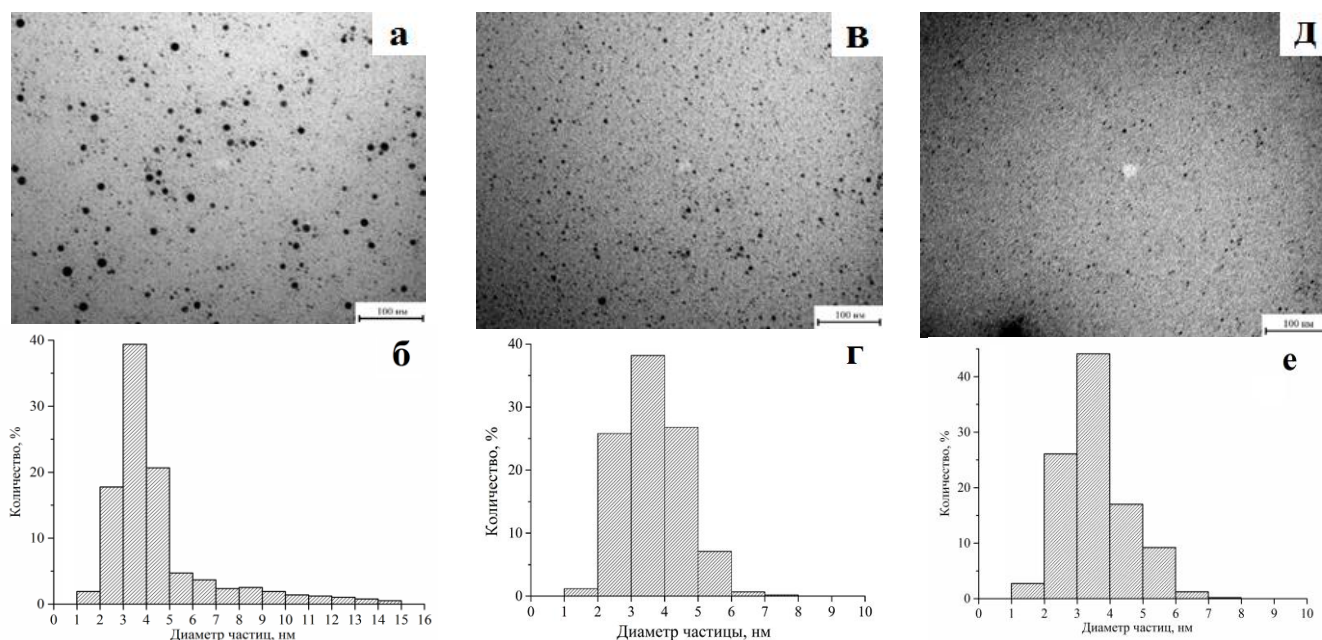 а
в
д
100 нм
100 нм
100 нм
б
г
е
Количество, %
40
30
20
10
0
0 1 2 3 4 5 6 7 8 9 10 11 12 13 14 15 16
Диаметр частиц, нм
Количество, %
40
30
20
10
0
0 1 2 3 4 5 6 7 8 9 10
Диаметр частицы, нм
Количество, %
40
30
20
10
0
0 1 2 3 4 5 6 7 8 9 10
Диаметр частиц, нм